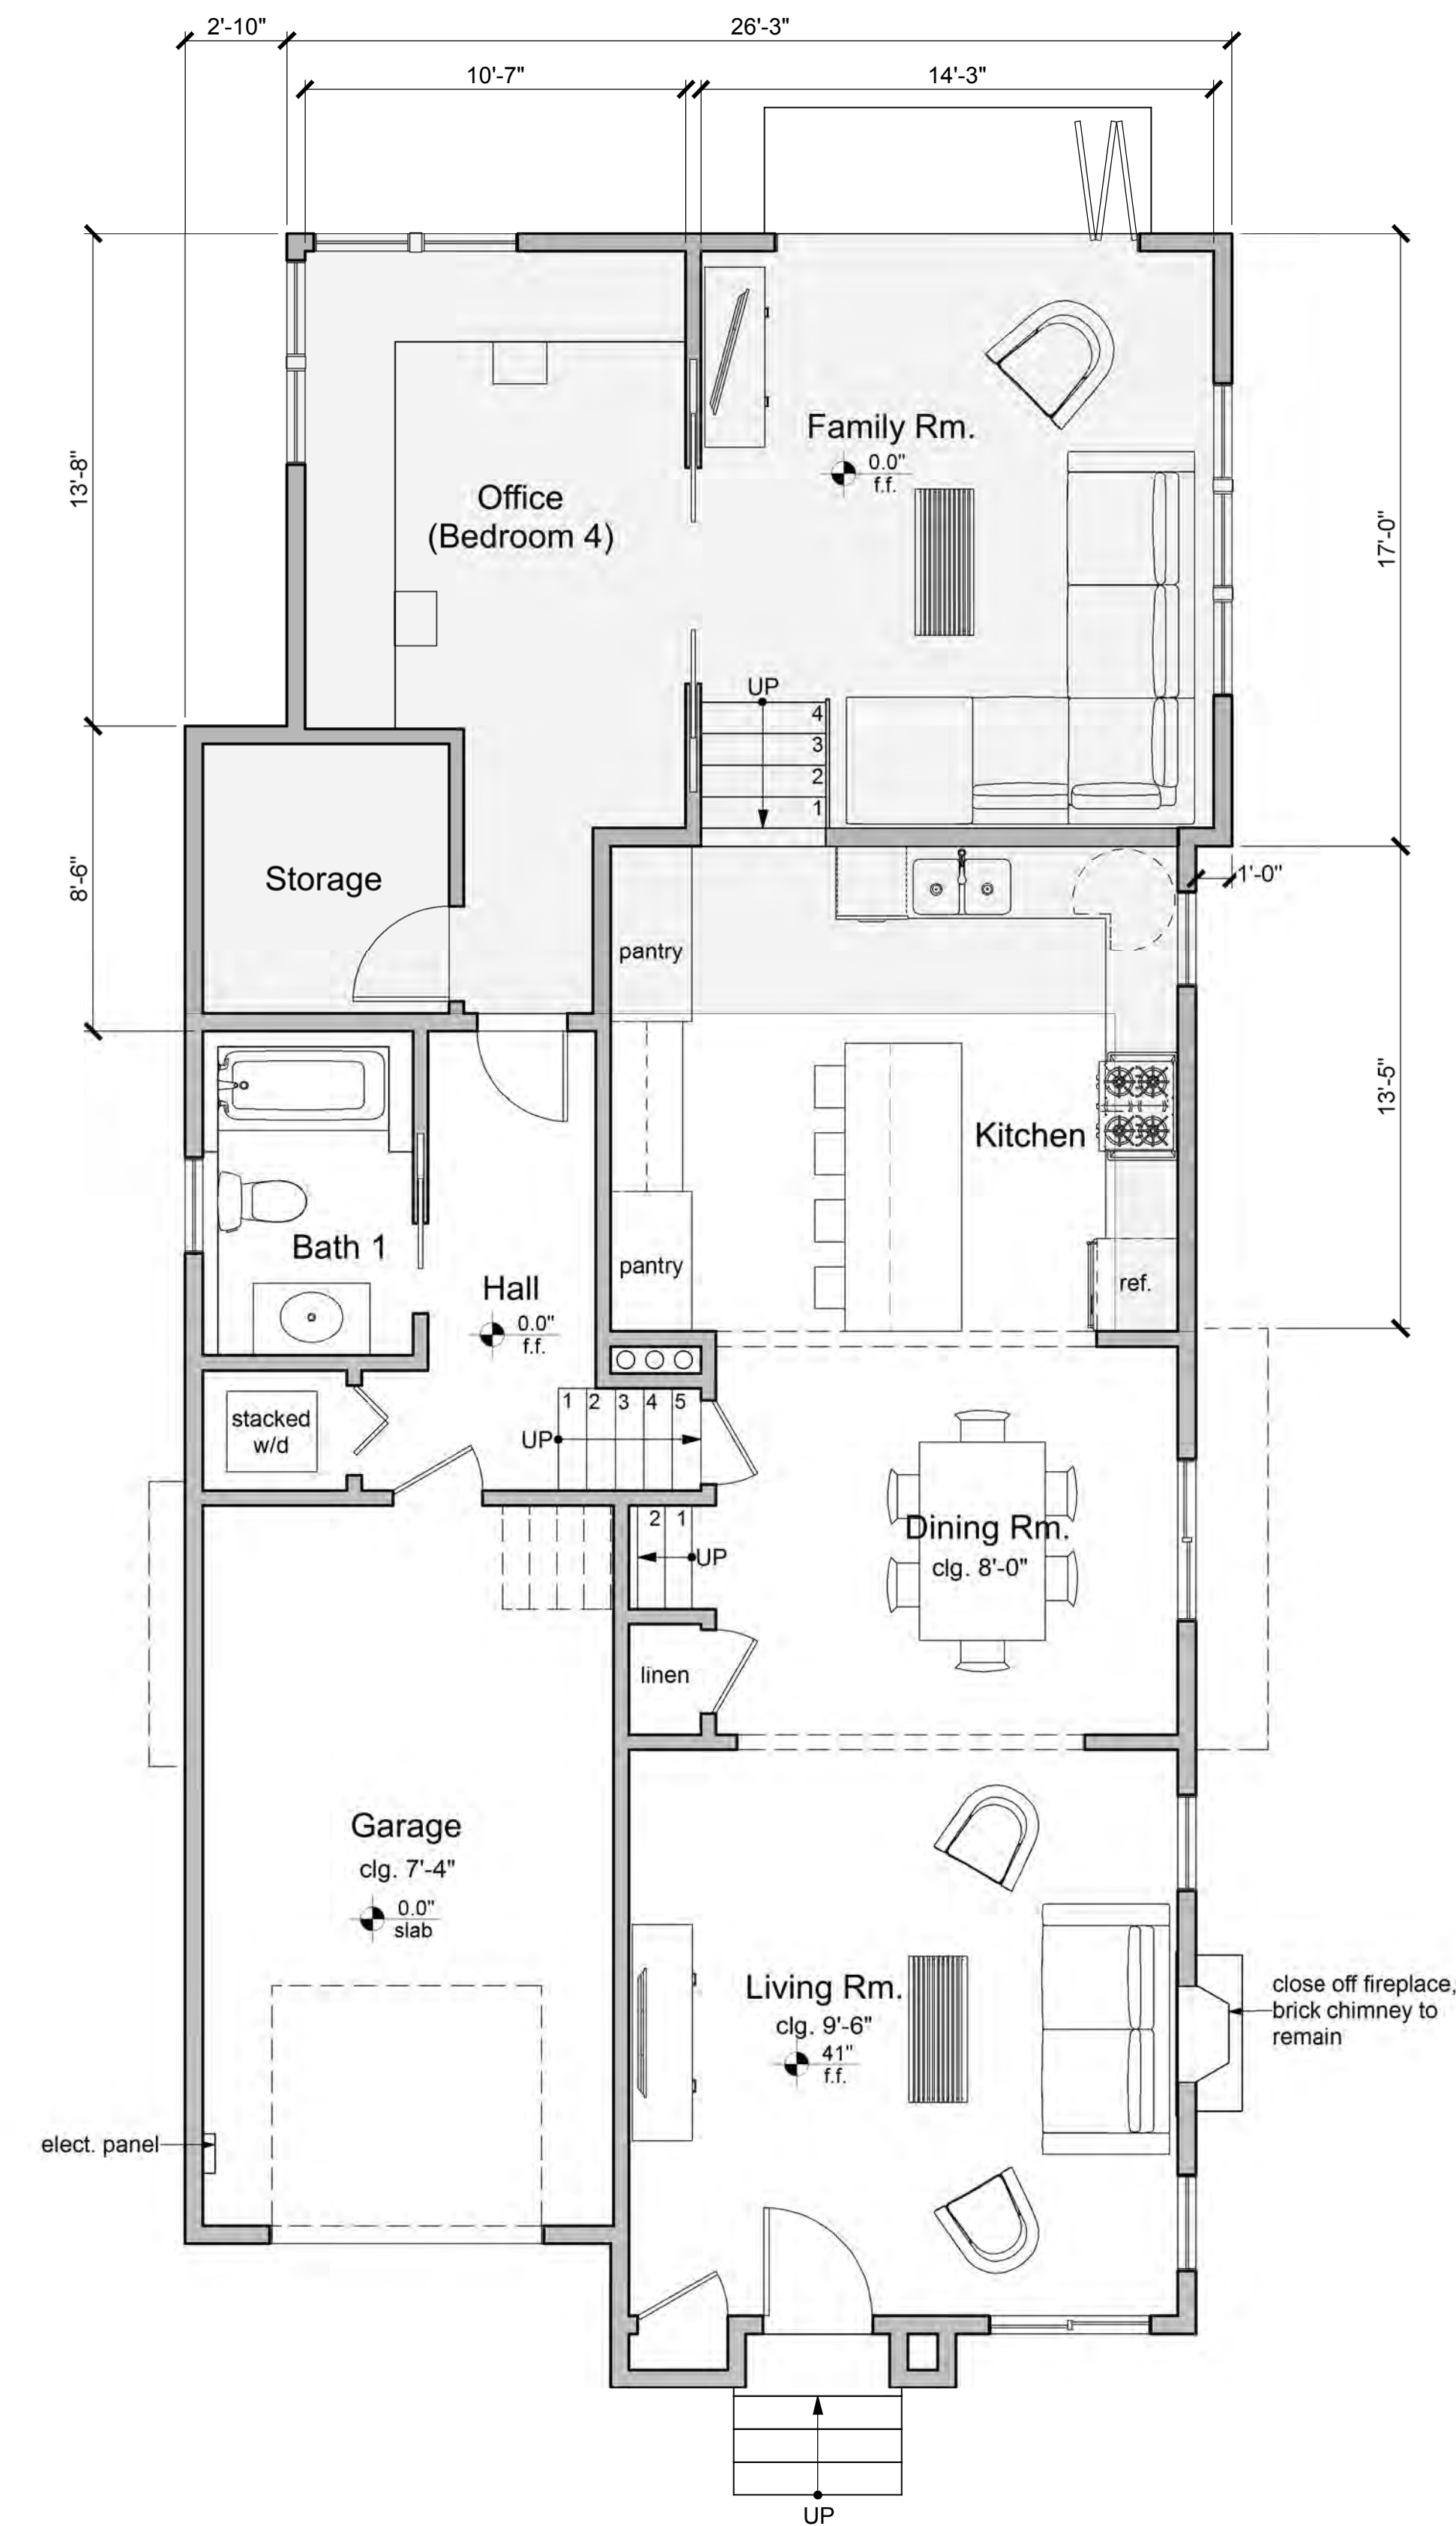 2'-10"
26'-3"
10'-7"
14'-3"
13'-8"
8'-6"
17'-0"
13'-5"
1'-0"
Family Rm.
0.0"
f.f.
Office
(Bedroom 4)
UP
4
3
2
1
Storage
pantry
Kitchen
pantry
ref.
Bath 1
Hall
0.0"
f.f.
stacked
w/d
1 2 3 4 5
UP
2 1
UP
Dining Rm.
clg. 8'-0"
linen
Garage
clg. 7'-4"
0.0"
slab
Living Rm.
clg. 9'-6"
41"
f.f.
close off fireplace,
brick chimney to
remain
elect. panel
UP